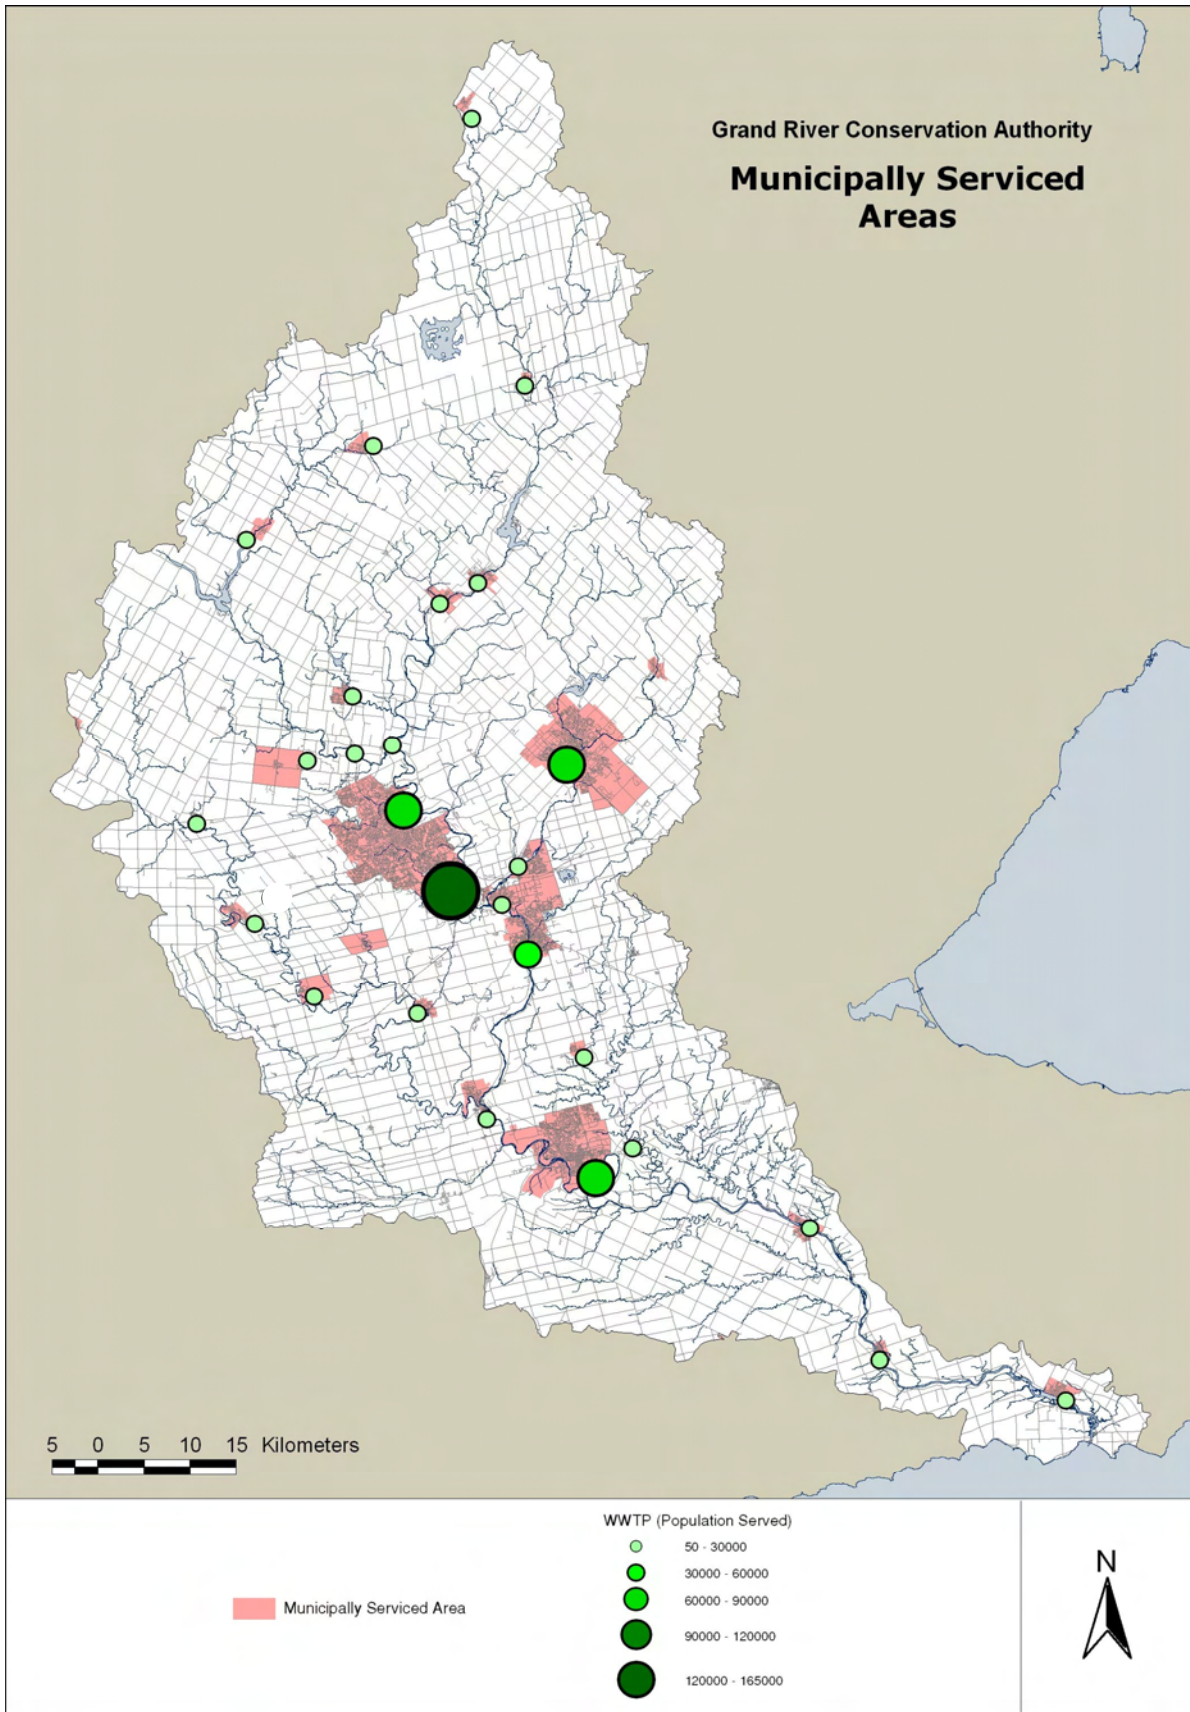 Grand River Conservation Authority
Municipally Serviced
Areas
5 0 5 10 15 Kilometers
WWTP (Population Served)
50 - 30000
30000 - 60000
60000 - 90000
90000 - 120000
120000 - 165000
Municipally Serviced Area
N